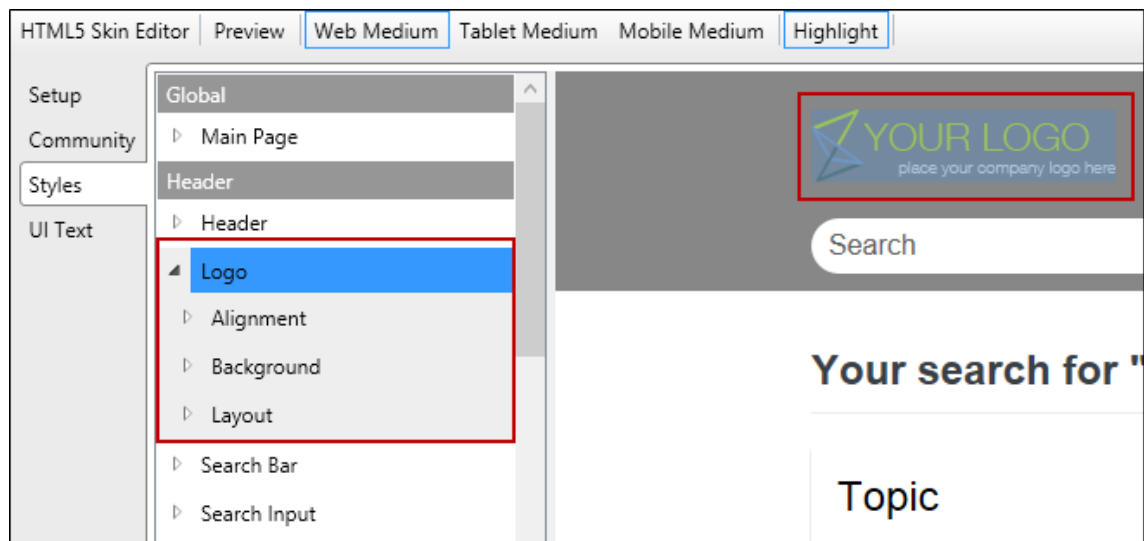 HTML5 Skin Editor Preview Web Medium Tablet Medium Mobile Medium Highlight
Setup
Community
Styles
UI Text
Global
Main Page
Header
Header
Logo
Alignment
Background
Layout
Search Bar
Search Input
YOUR LOGO
place your company logo here
Search
Your search for "
Topic